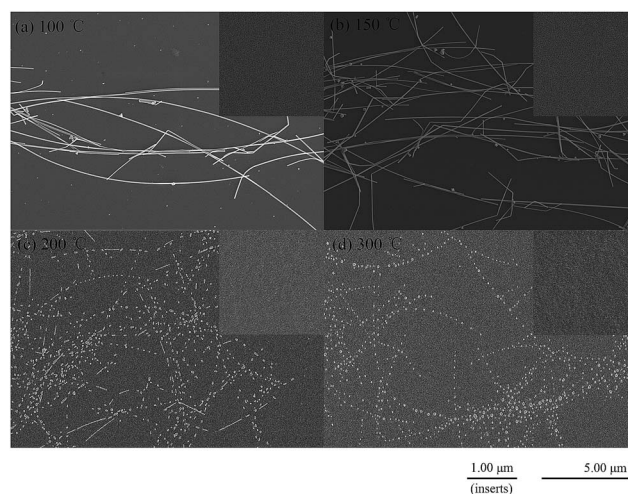 (a) 100 ℃
(b) 150 ℃
(c) 200 ℃
(d) 300 ℃
1.00 μm
(inserts)
5.00 μm